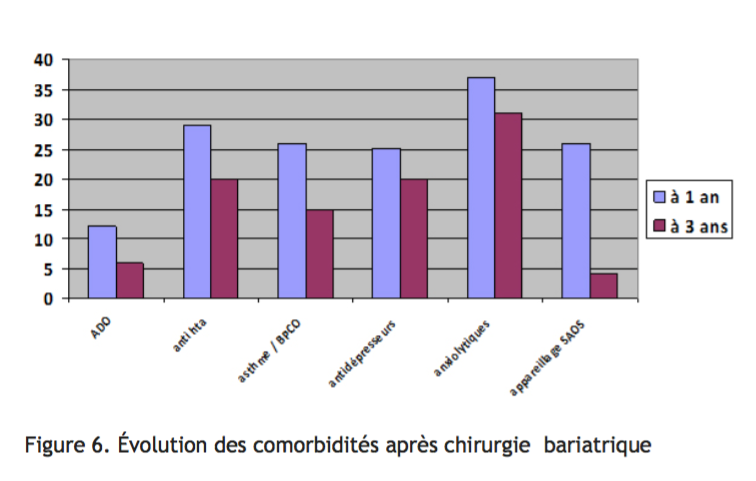 40
35
30
25
20
15
10
5
0
ADO
anti hta
asthme / BPCO
antidépresseurs
anxiolytiques
appareillage SAOS
à 1 an
à 3 ans
Figure 6. Évolution des comorbidités après chirurgie bariatrique